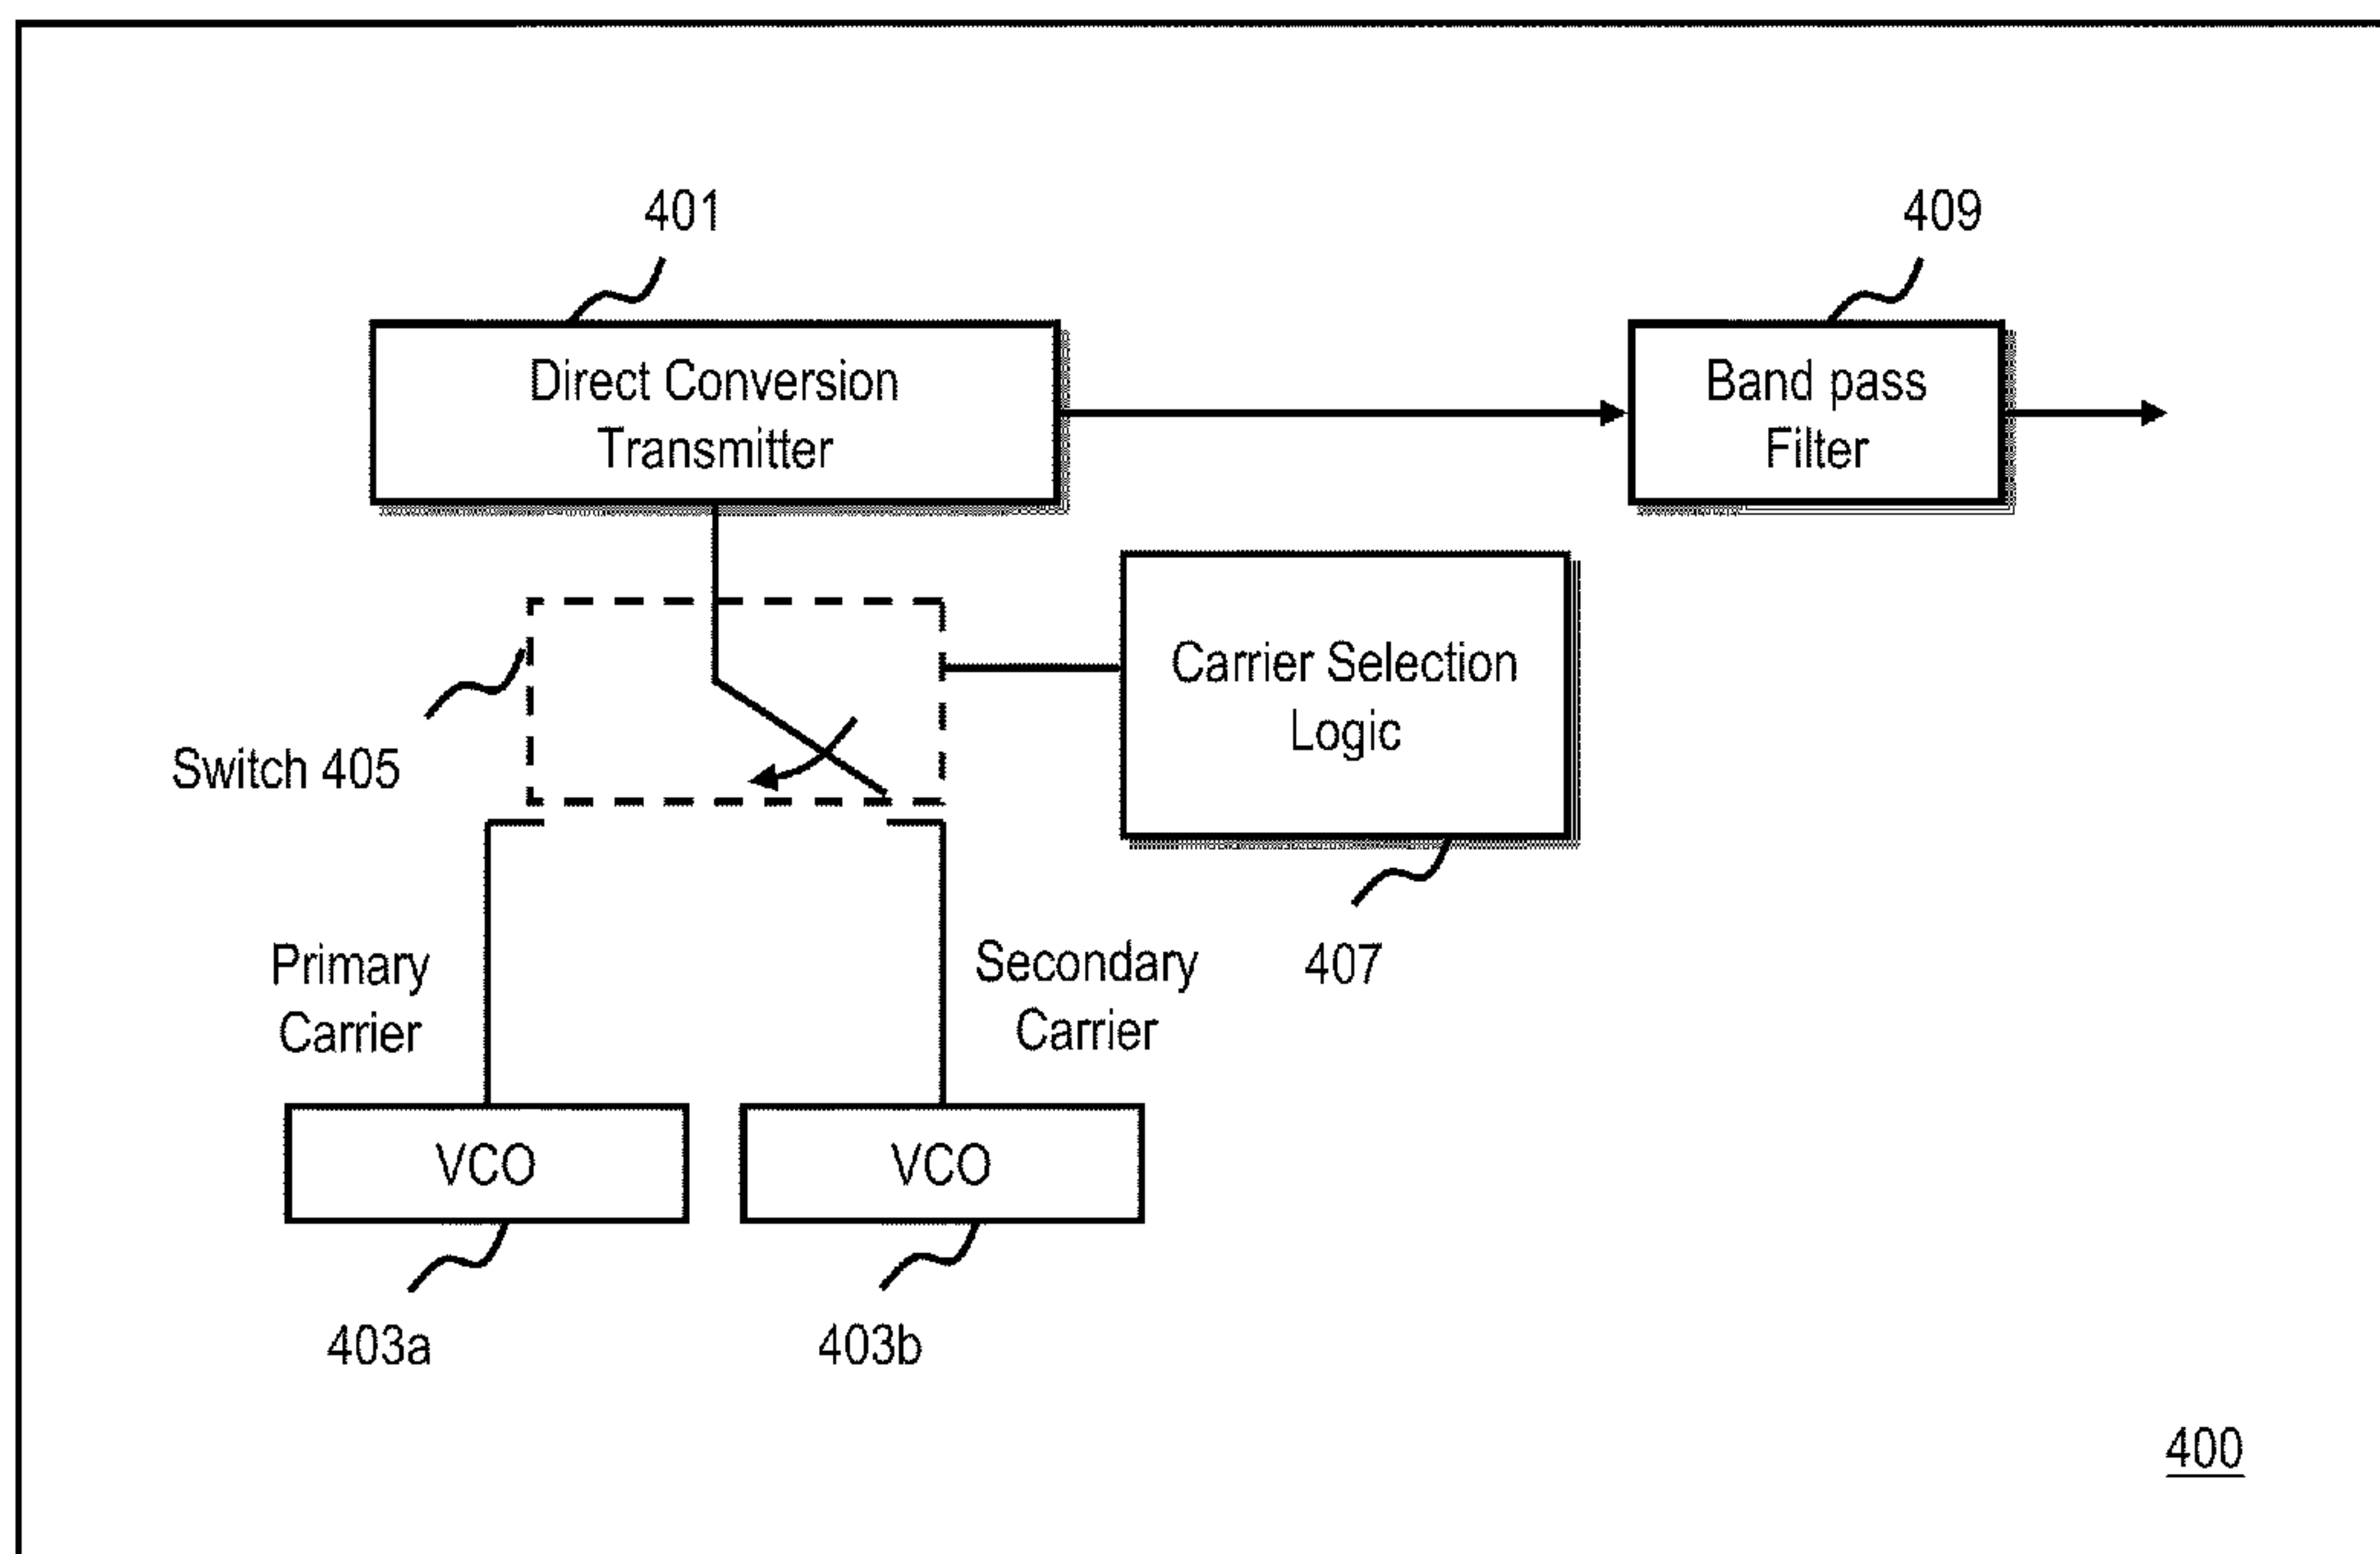 401
409
Direct Conversion
Transmitter
Band pass
Filter
Carrier Selection
Logic
Switch 405
407
Primary
Carrier
Secondary
Carrier
VCO
VCO
403a
403b
400